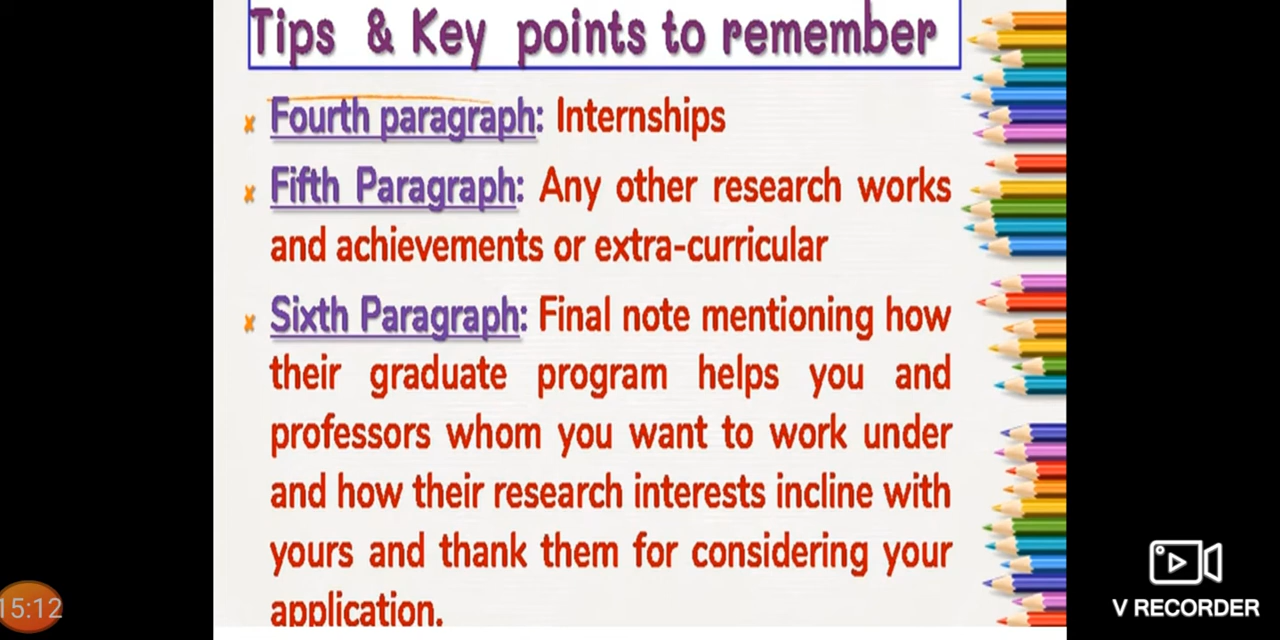 Tips & Key points to remember
Fourth paragraph: Internships
Fifth Paragraph: Any other research works
and achievements or extra-curricular
Sixth Paragraph: Final note mentioning how
their graduate program helps you and
professors whom you want to work under
and how their research interests incline with
yours and thank them for considering your
application.
15:12
V RECORDER